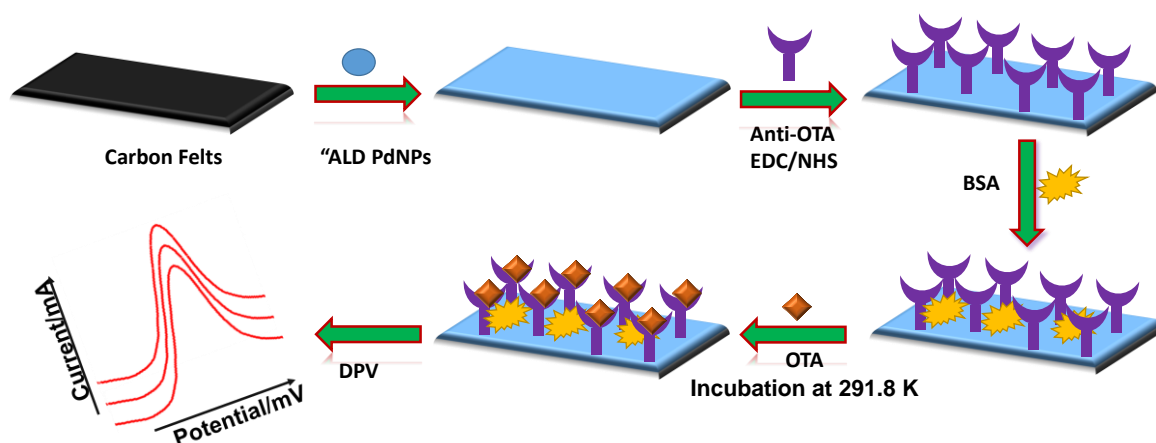 Carbon Felts
“ALD PdNPs
Anti-OTA
EDC/NHS
BSA
OTA
Incubation at 291.8 K
DPV
Current/mA
Potential/mV